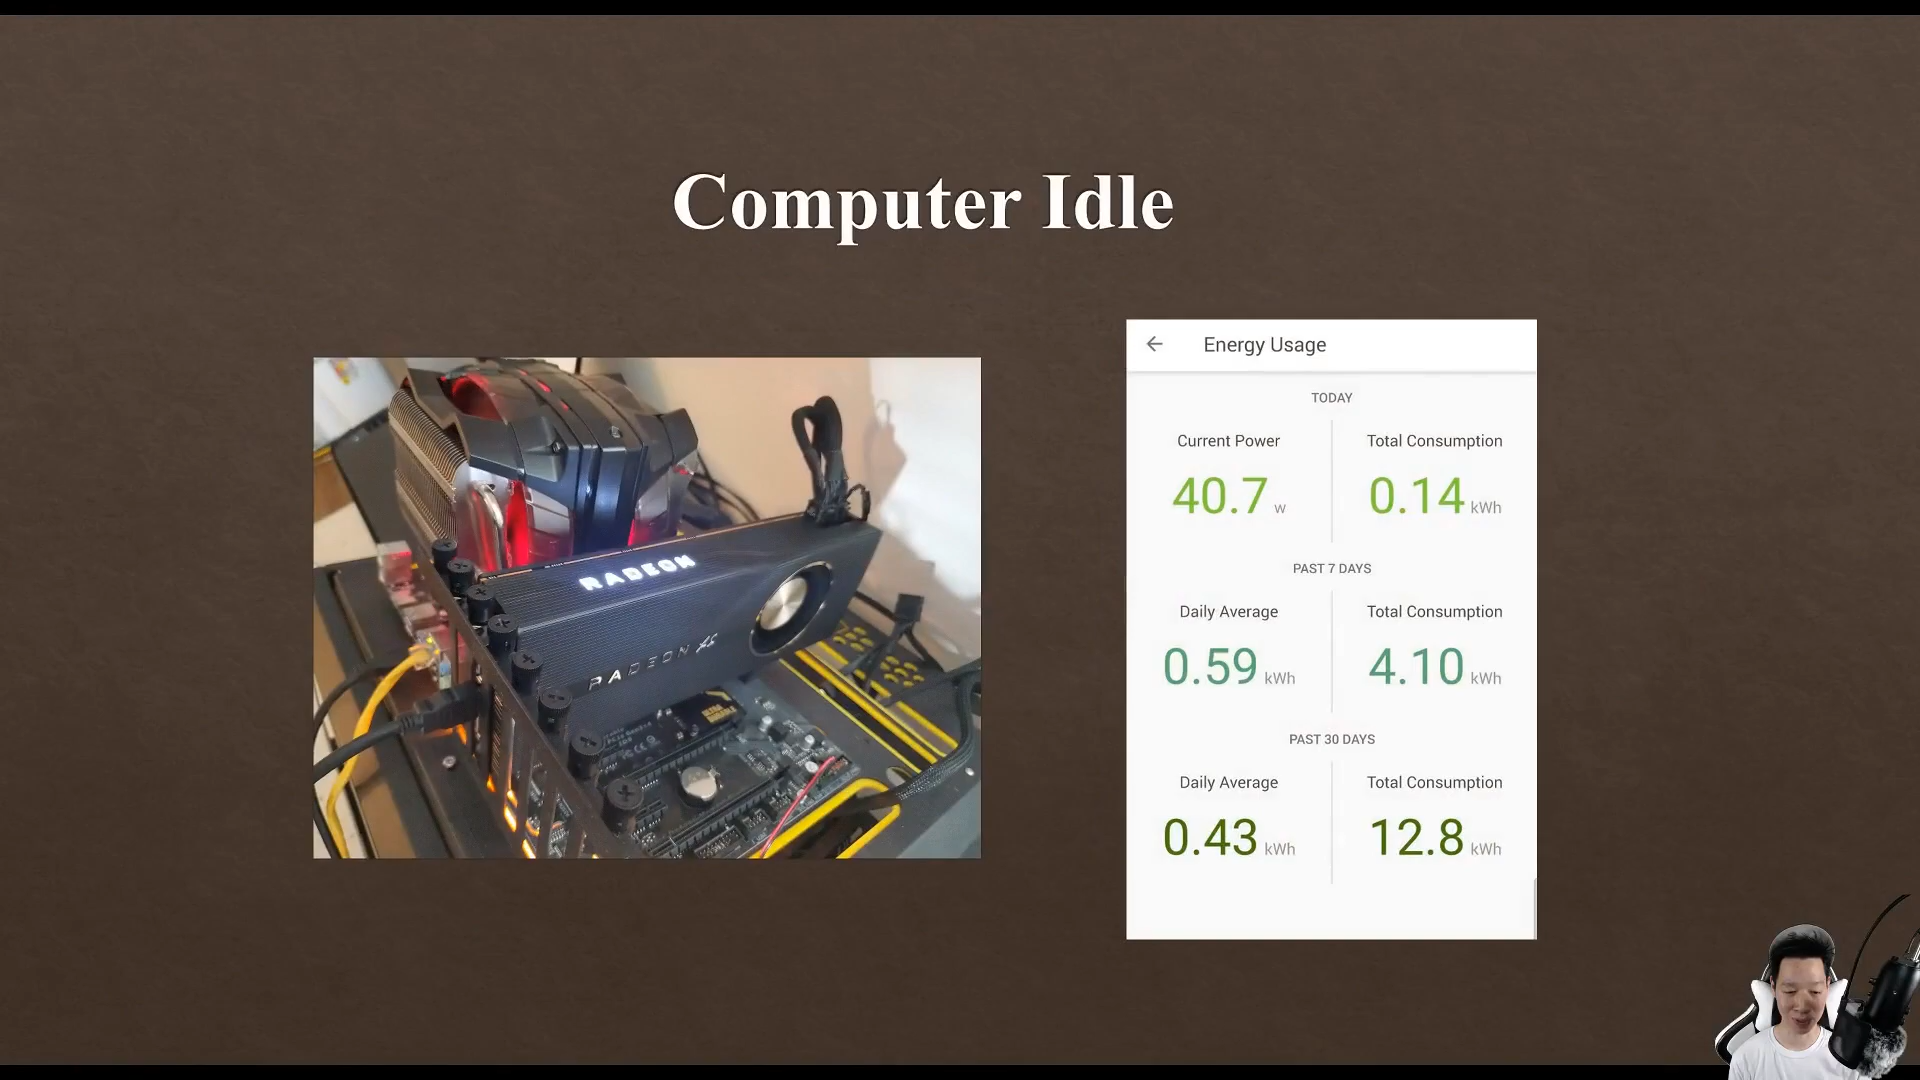 Computer Idle
RADEON
RADEON
Energy Usage
TODAY
Current Power
Total Consumption
40.7 w
0.14 kWh
PAST 7 DAYS
Daily Average
Total Consumption
0.59 kWh
4.10 kWh
PAST 30 DAYS
Daily Average
Total Consumption
0.43 kWh
12.8 kWh